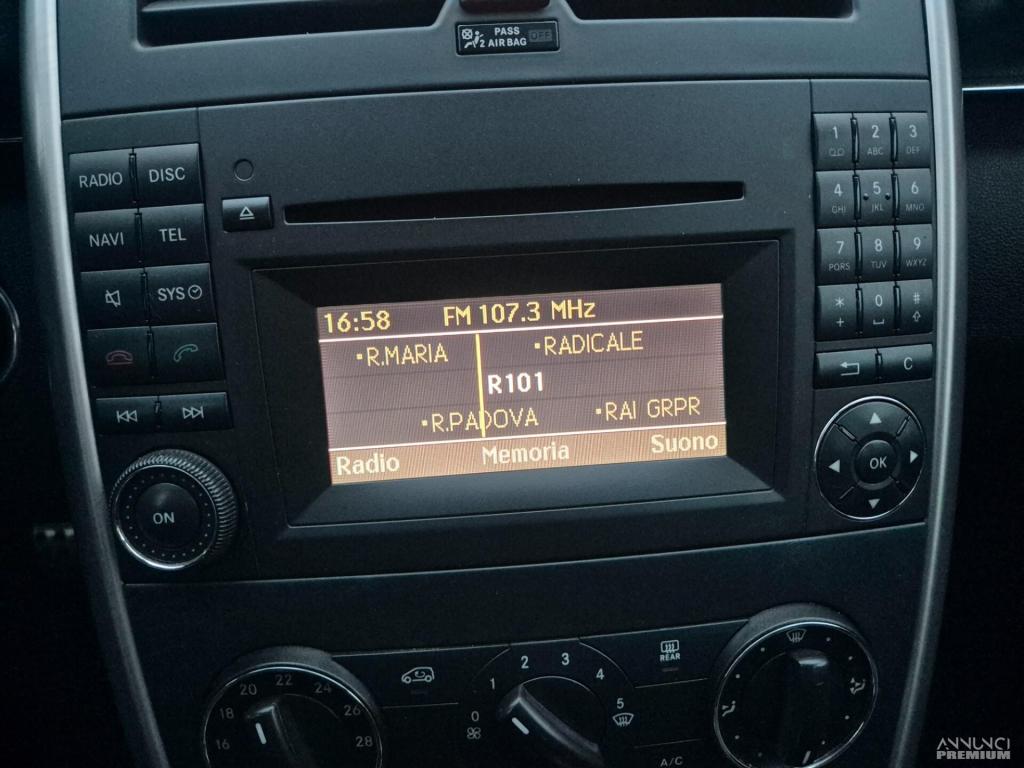 PASS
2 AIR BAG OFF
RADIO DISC
NAVI TEL
SYS
ON
16:58 FM 107.3 MHz
R.MARIA RADICALE
R101
R.PADOVA RAI GRPR
Radio Memoria Suono
1 2 ABC 3 DEF
4 GHI 5 JKL 6 MNO
7 PQRS 8 TUV 9 WXYZ
* + 0 #
C
OK
16 18 20 22 24 26 28
0 1 2 3 4 5
REAR
A/C
ANNUNCI
PREMIUM